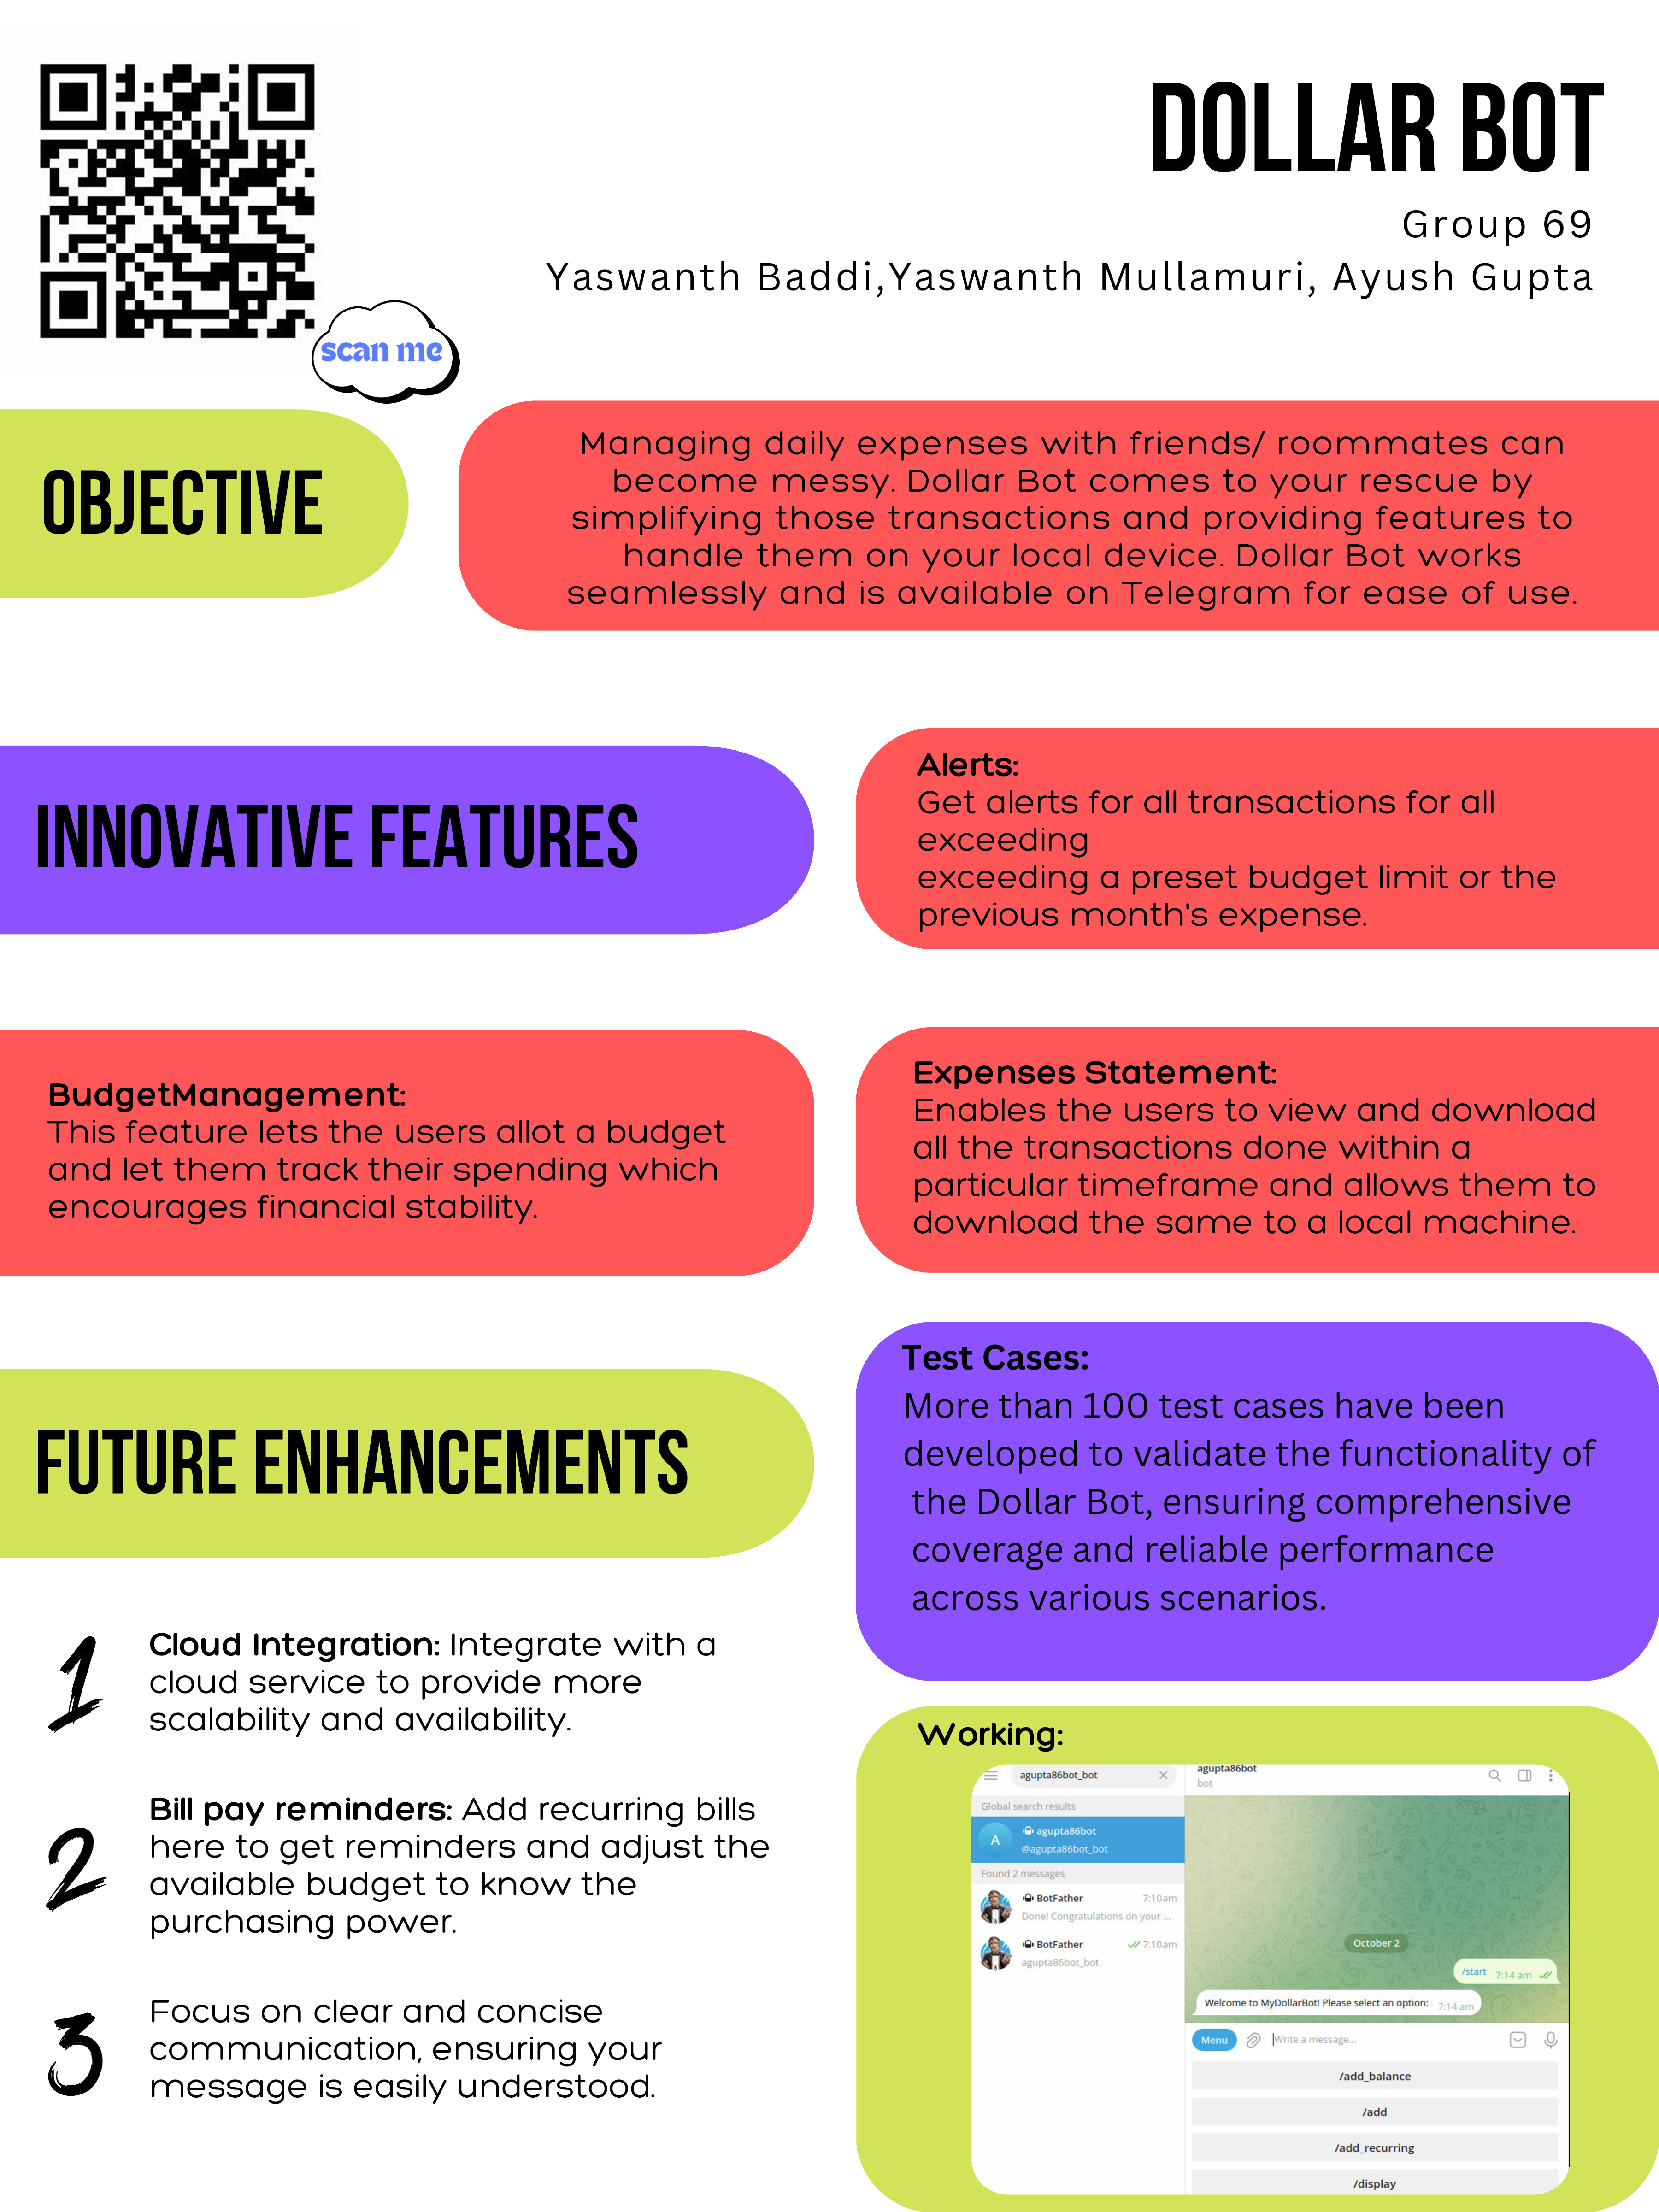 DOLLAR BOT
Group 69
Yaswanth Baddi,Yaswanth Mullamuri, Ayush Gupta
scan me
OBJECTIVE
Managing daily expenses with friends/ roommates can
become messy. Dollar Bot comes to your rescue by
simplifying those transactions and providing features to
handle them on your local device. Dollar Bot works
seamlessly and is available on Telegram for ease of use.
INNOVATIVE FEATURES
Alerts:
Get alerts for all transactions for all
exceeding
exceeding a preset budget limit or the
previous month's expense.
BudgetManagement:
This feature lets the users allot a budget
and let them track their spending which
encourages financial stability.
Expenses Statement:
Enables the users to view and download
all the transactions done within a
particular timeframe and allows them to
download the same to a local machine.
FUTURE ENHANCEMENTS
1
Cloud Integration: Integrate with a
cloud service to provide more
scalability and availability.
2
Bill pay reminders: Add recurring bills
here to get reminders and adjust the
available budget to know the
purchasing power.
3
Focus on clear and concise
communication, ensuring your
message is easily understood.
Test Cases:
More than 100 test cases have been
developed to validate the functionality of
the Dollar Bot, ensuring comprehensive
coverage and reliable performance
across various scenarios.
Working:
agupta86bot_bot
Global search results
A
agupta86bot
@agupta86bot_bot
Found 2 messages
BotFather 7:10am
Done! Congratulations on your ...
BotFather 7:10am
agupta86bot_bot
agupta86bot
bot
October 2
/start 7:14 am
Welcome to MyDollarBot! Please select an option: 7:14 am
Menu
Write a message...
/add_balance
/add
/add_recurring
/display